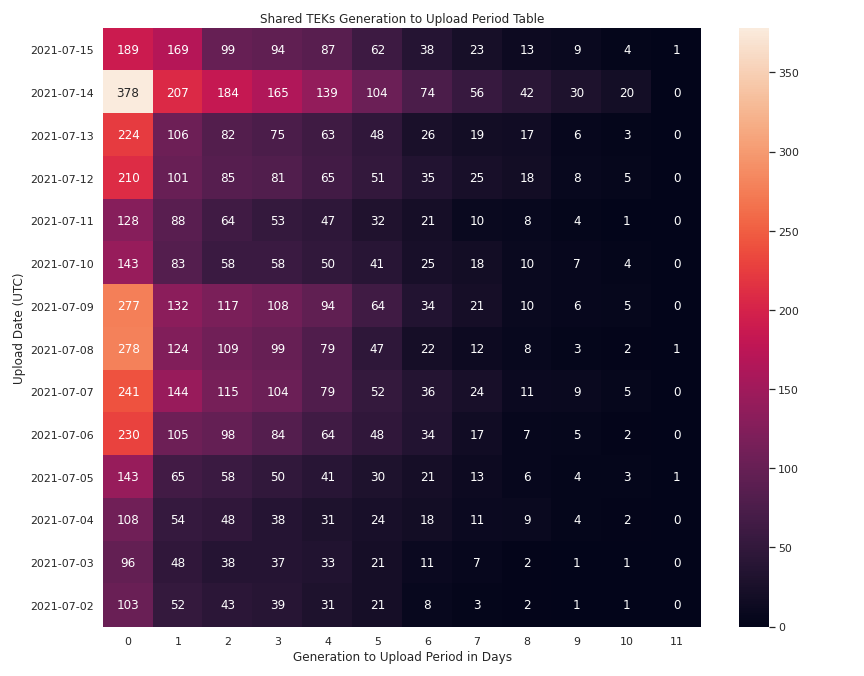 Shared TEKs Generation to Upload Period Table
Upload Date (UTC)
2021-07-15 189 169 99 94 87 62 38 23 13 9 4 1
2021-07-14 378 207 184 165 139 104 74 56 42 30 20 0
2021-07-13 224 106 82 75 63 48 26 19 17 6 3 0
2021-07-12 210 101 85 81 65 51 35 25 18 8 5 0
2021-07-11 128 88 64 53 47 32 21 10 8 4 1 0
2021-07-10 143 83 58 58 50 41 25 18 10 7 4 0
2021-07-09 277 132 117 108 94 64 34 21 10 6 5 0
2021-07-08 278 124 109 99 79 47 22 12 8 3 2 1
2021-07-07 241 144 115 104 79 52 36 24 11 9 5 0
2021-07-06 230 105 98 84 64 48 34 17 7 5 2 0
2021-07-05 143 65 58 50 41 30 21 13 6 4 3 1
2021-07-04 108 54 48 38 31 24 18 11 9 4 2 0
2021-07-03 96 48 38 37 33 21 11 7 2 1 1 0
2021-07-02 103 52 43 39 31 21 8 3 2 1 1 0
0 1 2 3 4 5 6 7 8 9 10 11
Generation to Upload Period in Days
350
300
250
200
150
100
50
0